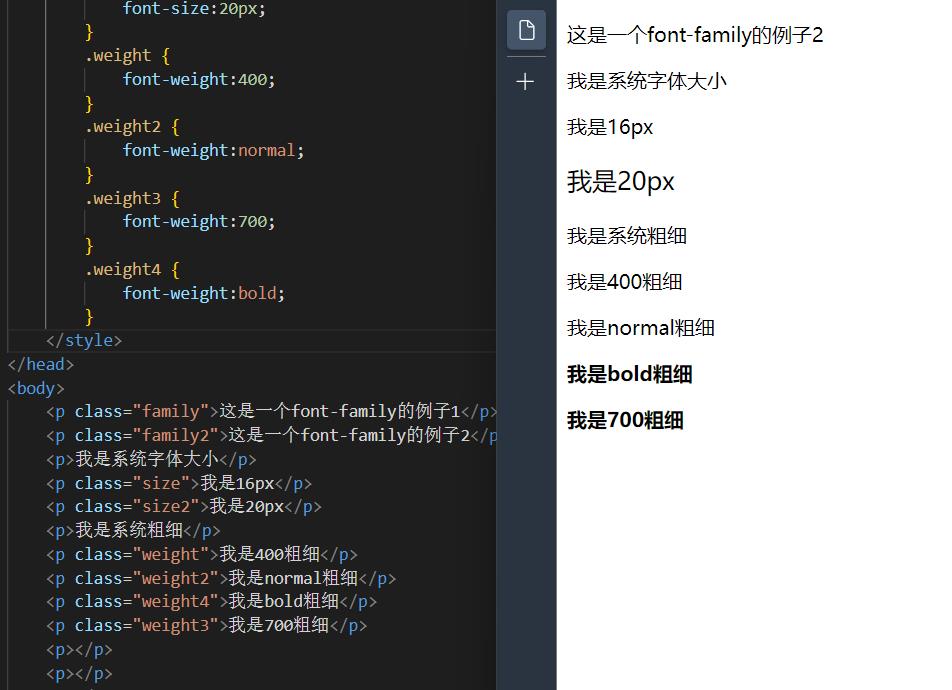 font-size:20px;
}
.weight {
font-weight:400;
}
.weight2 {
font-weight:normal;
}
.weight3 {
font-weight:700;
}
.weight4 {
font-weight:bold;
}
</style>
</head>
<body>
<p class="family">这是一个font-family的例子1</p>
<p class="family2">这是一个font-family的例子2</p
<p>我是系统字体大小</p>
<p class="size">我是16px</p>
<p class="size2">我是20px</p>
<p>我是系统粗细</p>
<p class="weight">我是400粗细</p>
<p class="weight2">我是normal粗细</p>
<p class="weight4">我是bold粗细</p>
<p class="weight3">我是700粗细</p>
<p></p>
<p></p>
这是一个font-family的例子2
我是系统字体大小
我是16px
我是20px
我是系统粗细
我是400粗细
我是normal粗细
我是bold粗细
我是700粗细